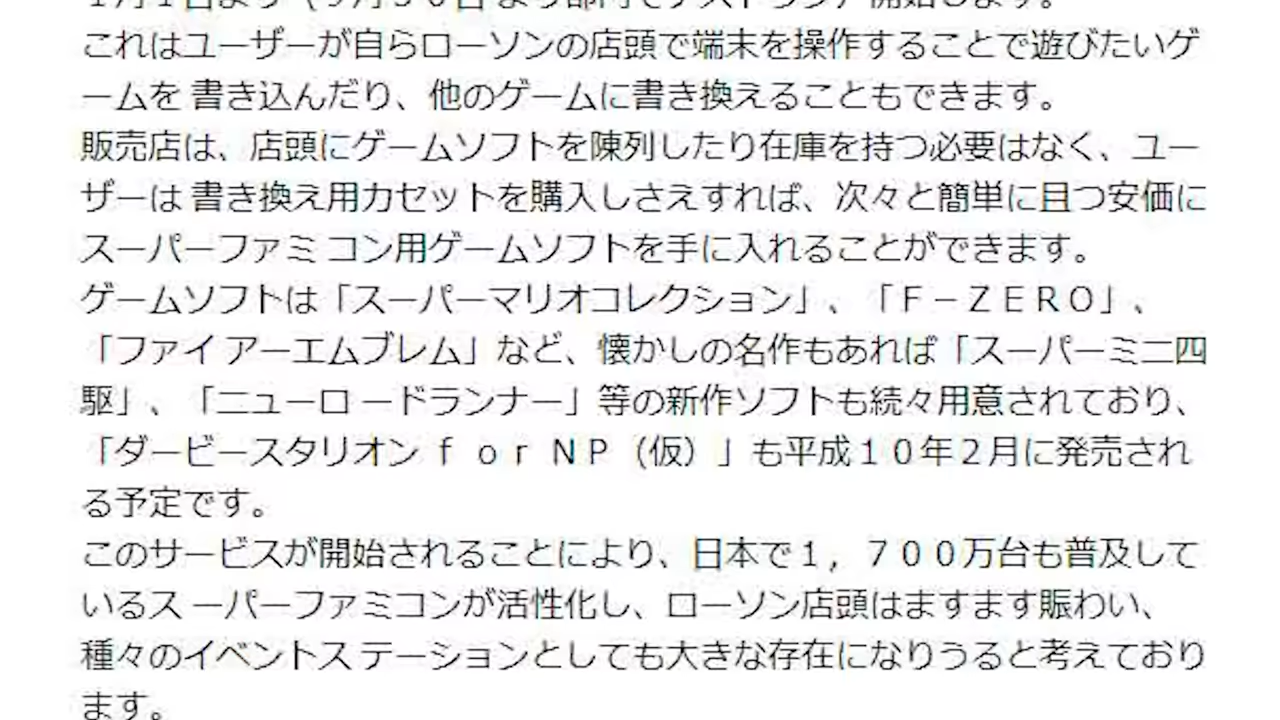 これはユーザーが自らローソンの店頭で端末を操作することで遊びたいゲ
ームを 書き込んだり、他のゲームに書き換えることもできます。
販売店は、店頭にゲームソフトを陳列したり在庫を持つ必要はなく、ユー
ザーは 書き換え用カセットを購入しさえすれば、次々と簡単に且つ安価に
スーパーファミ コン用ゲームソフトを手に入れることができます。
ゲームソフトは「スーパーマリオコレクション」、「Ｆ－ＺＥＲＯ」、
「ファイ アーエムブレム」など、懐かしの名作もあれば「スーパーミニ四
駆」、「ニューロ ードランナー」等の新作ソフトも続々用意されており、
「ダービースタリオン ｆｏｒ ＮＰ（仮）」も平成１０年２月に発売され
る予定です。
このサービスが開始されることにより、日本で１，７００万台も普及して
いるス ーパーファミコンが活性化し、ローソン店頭はますます賑わい、
種々のイベントス テーションとしても大きな存在になりうると考えており
ます。